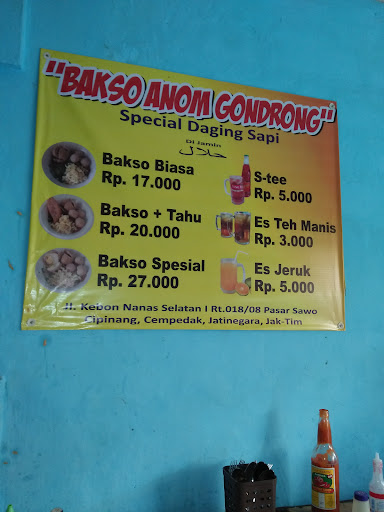 "BAKSO ANOM GONDRONG"
Special Daging Sapi
Di Jamin
حلال
Bakso Biasa
Rp. 17.000
Bakso + Tahu
Rp. 20.000
Bakso Spesial
Rp. 27.000
S-tee
Rp. 5.000
Es Teh Manis
Rp. 3.000
Es Jeruk
Rp. 5.000
Jl. Kebon Nanas Selatan I Rt.018/08 Pasar Sawo
Cipinang, Cempedak, Jatinegara, Jak-Tim